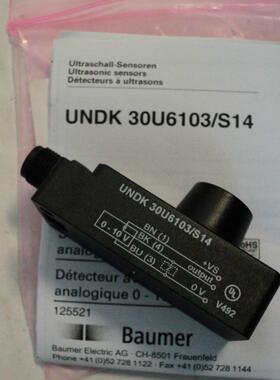 Ultraschall-Sensoren
Ultrasonic sensors
Détecteurs à ultrasons
UNDK 30U6103/S14
UNDK 30U6103/S14
BN (1)
+VS
BK (4)
output
0 - 10 V
BU (3)
Z
0 V
V492
analogique 0 - 1
125521
Baumer
Baumer Electric AG · CH-8501 Frauenfeld
Phone +41(0)52 728 1122 · Fax +41(0)52 728 1144